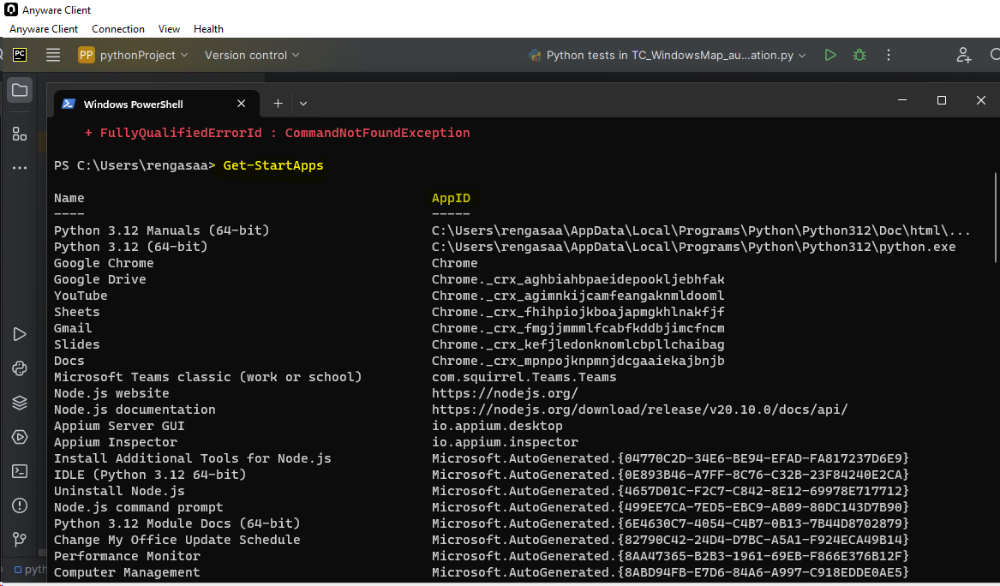 Anyware Client
Anyware Client Connection View Health
PC PP pythonProject Version control Python tests in TC_WindowsMap_au...ation.py
Windows PowerShell
+ FullyQualifiedErrorId : CommandNotFoundException
PS C:\Users\rengasaa> Get-StartApps
Name AppID
---- -----
Python 3.12 Manuals (64-bit) C:\Users\rengasaa\AppData\Local\Programs\Python\Python312\Doc\html\...
Python 3.12 (64-bit) C:\Users\rengasaa\AppData\Local\Programs\Python\Python312\python.exe
Google Chrome Chrome
Google Drive Chrome._crx_aghbiahbpaeidepookljebhfak
YouTube Chrome._crx_agimnkijcamfeangaknmldooml
Sheets Chrome._crx_fhihpiojkboajapmgkhlnakfjf
Gmail Chrome._crx_fmgjjmmmlfcabfkddbjimcfncm
Slides Chrome._crx_kefjledonknomlcbpllchaibag
Docs Chrome._crx_mpnpojknpmnjdcgaaiekajbnjb
Microsoft Teams classic (work or school) com.squirrel.Teams.Teams
Node.js website https://nodejs.org/
Node.js documentation https://nodejs.org/download/release/v20.10.0/docs/api/
Appium Server GUI io.appium.desktop
Appium Inspector io.appium.inspector
Install Additional Tools for Node.js Microsoft.AutoGenerated.{04770C2D-34E6-BE94-EFAD-FA817237D6E9}
IDLE (Python 3.12 64-bit) Microsoft.AutoGenerated.{0E893B46-A7FF-8C76-C32B-23F84240E2CA}
Uninstall Node.js Microsoft.AutoGenerated.{4657D01C-F2C7-C842-8E12-69978E717712}
Node.js command prompt Microsoft.AutoGenerated.{499EE7CA-7ED5-EBC9-AB09-80DC143D7B90}
Python 3.12 Module Docs (64-bit) Microsoft.AutoGenerated.{6E4630C7-4054-C4B7-0B13-7B44D8702879}
Change My Office Update Schedule Microsoft.AutoGenerated.{82790C42-24D4-D7BC-A5A1-F924ECA49B14}
Performance Monitor Microsoft.AutoGenerated.{8AA47365-B2B3-1961-69EB-F866E376B12F}
pyth Computer Management Microsoft.AutoGenerated.{8ABD94FB-E7D6-84A6-A997-C918EDDE0AE5}